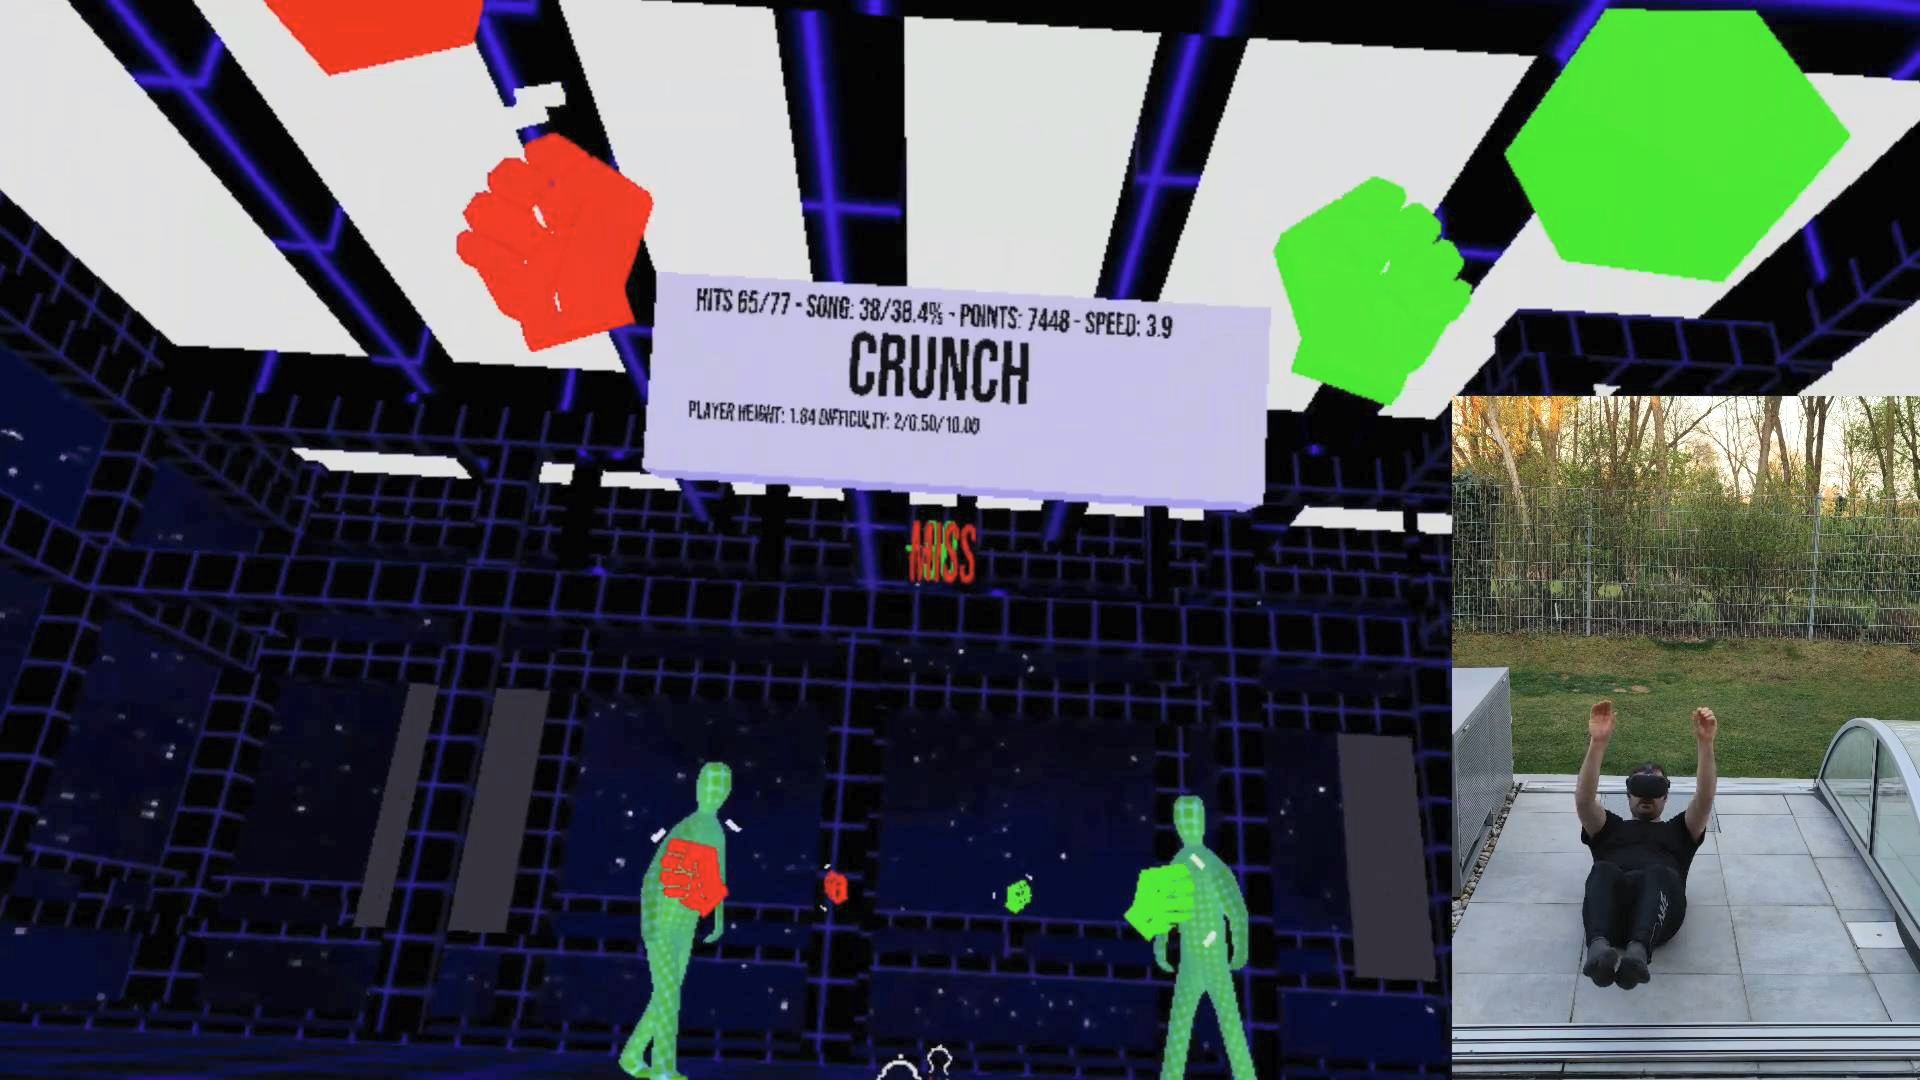 HITS 65/77 - SONG: 38/38.4% - POINTS: 7448 - SPEED: 3.9
CRUNCH
PLAYER HEIGHT: 1.84 DIFFICULTY: 2/0.50/10.00
MISS